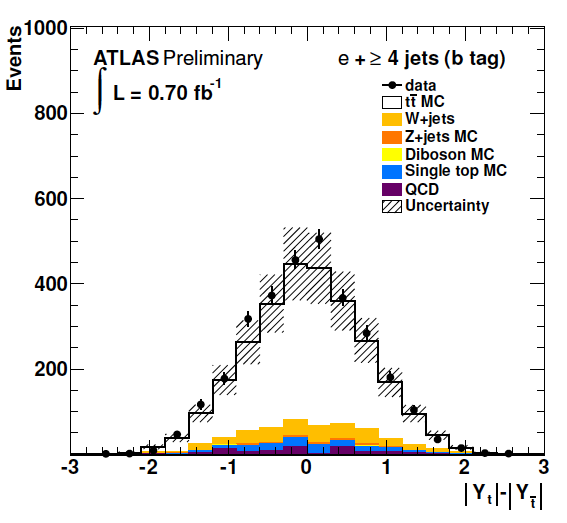 Events
1000
800
600
400
200
ATLAS Preliminary
∫ L = 0.70 fb⁻¹
e + ≥ 4 jets (b tag)
data
tt̅ MC
W+jets
Z+jets MC
Diboson MC
Single top MC
QCD
Uncertainty
-3 -2 -1 0 1 2 3
|Y_t|-|Y_t̅|